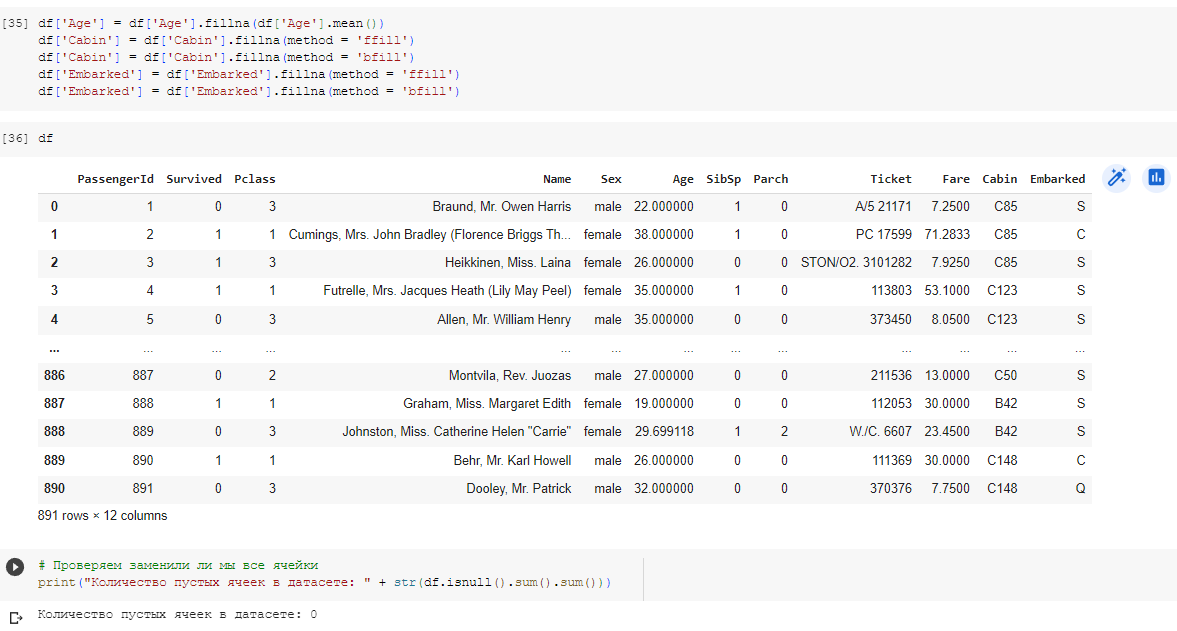 [35] df['Age'] = df['Age'].fillna(df['Age'].mean())
df['Cabin'] = df['Cabin'].fillna(method = 'ffill')
df['Cabin'] = df['Cabin'].fillna(method = 'bfill')
df['Embarked'] = df['Embarked'].fillna(method = 'ffill')
df['Embarked'] = df['Embarked'].fillna(method = 'bfill')
[36] df
PassengerId Survived Pclass Name Sex Age SibSp Parch Ticket Fare Cabin Embarked
0 1 0 3 Braund, Mr. Owen Harris male 22.000000 1 0 A/5 21171 7.2500 C85 S
1 2 1 1 Cumings, Mrs. John Bradley (Florence Briggs Th... female 38.000000 1 0 PC 17599 71.2833 C85 C
2 3 1 3 Heikkinen, Miss. Laina female 26.000000 0 0 STON/O2. 3101282 7.9250 C85 S
3 4 1 1 Futrelle, Mrs. Jacques Heath (Lily May Peel) female 35.000000 1 0 113803 53.1000 C123 S
4 5 0 3 Allen, Mr. William Henry male 35.000000 0 0 373450 8.0500 C123 S
... ... ... ... ... ... ... ... ... ... ... ... ...
886 887 0 2 Montvila, Rev. Juozas male 27.000000 0 0 211536 13.0000 C50 S
887 888 1 1 Graham, Miss. Margaret Edith female 19.000000 0 0 112053 30.0000 B42 S
888 889 0 3 Johnston, Miss. Catherine Helen "Carrie" female 29.699118 1 2 W./C. 6607 23.4500 B42 S
889 890 1 1 Behr, Mr. Karl Howell male 26.000000 0 0 111369 30.0000 C148 C
890 891 0 3 Dooley, Mr. Patrick male 32.000000 0 0 370376 7.7500 C148 Q
891 rows × 12 columns
# Проверяем заменили ли мы все ячейки
print("Количество пустых ячеек в датасете: " + str(df.isnull().sum().sum()))
Количество пустых ячеек в датасете: 0